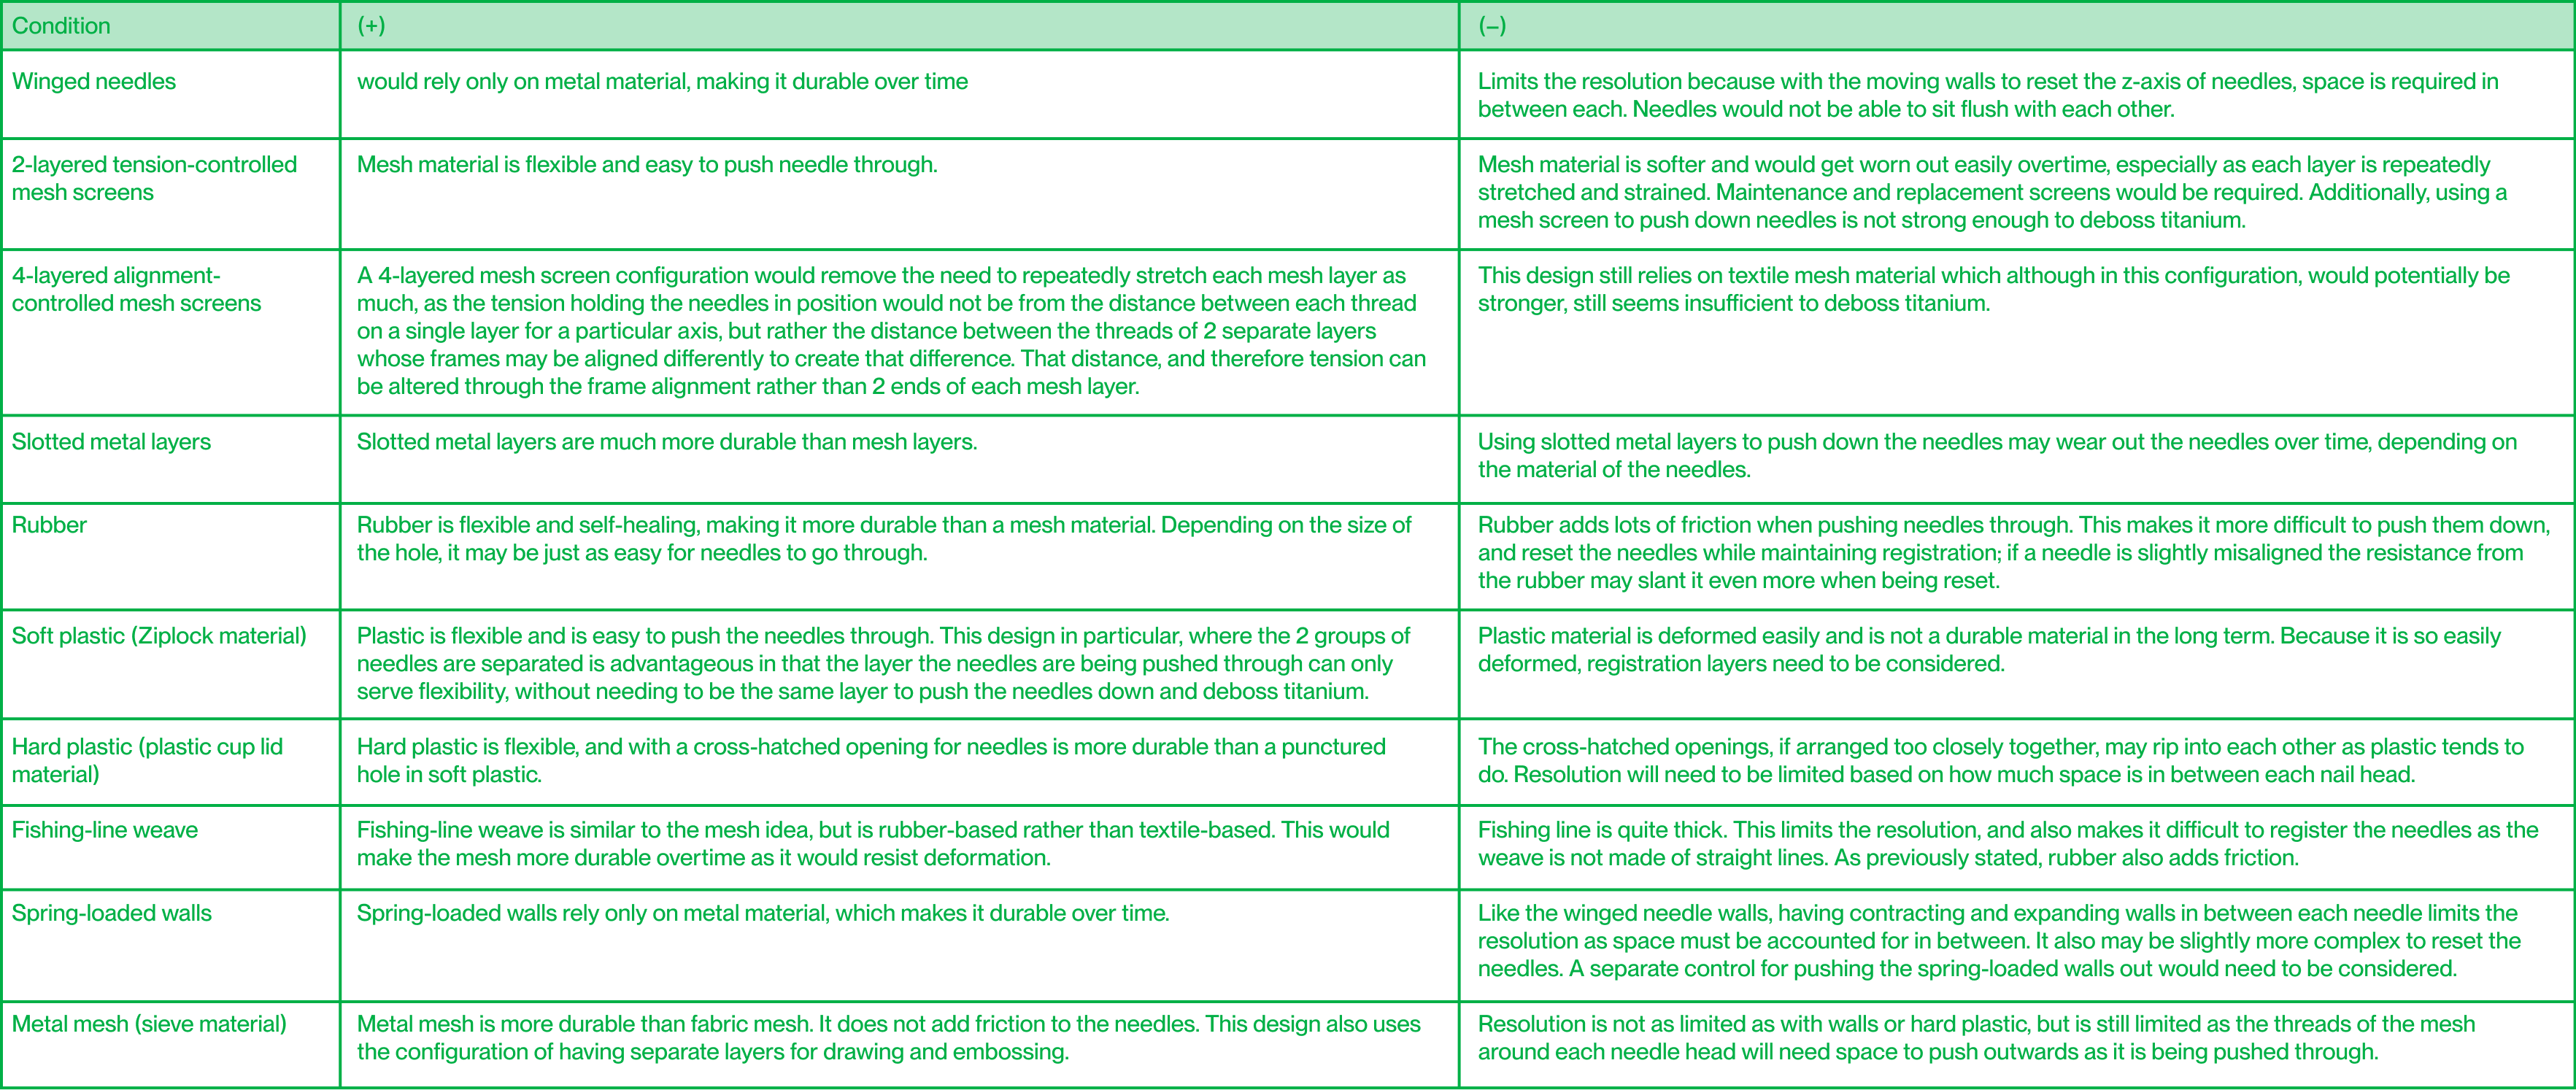 Condition
(+)
(–)
Winged needles
would rely only on metal material, making it durable over time
Limits the resolution because with the moving walls to reset the z-axis of needles, space is required in
between each. Needles would not be able to sit flush with each other.
2-layered tension-controlled
mesh screens
Mesh material is flexible and easy to push needle through.
Mesh material is softer and would get worn out easily overtime, especially as each layer is repeatedly
stretched and strained. Maintenance and replacement screens would be required. Additionally, using a
mesh screen to push down needles is not strong enough to deboss titanium.
4-layered alignment-
controlled mesh screens
A 4-layered mesh screen configuration would remove the need to repeatedly stretch each mesh layer as
much, as the tension holding the needles in position would not be from the distance between each thread
on a single layer for a particular axis, but rather the distance between the threads of 2 separate layers
whose frames may be aligned differently to create that difference. That distance, and therefore tension can
be altered through the frame alignment rather than 2 ends of each mesh layer.
This design still relies on textile mesh material which although in this configuration, would potentially be
stronger, still seems insufficient to deboss titanium.
Slotted metal layers
Slotted metal layers are much more durable than mesh layers.
Using slotted metal layers to push down the needles may wear out the needles over time, depending on
the material of the needles.
Rubber
Rubber is flexible and self-healing, making it more durable than a mesh material. Depending on the size of
the hole, it may be just as easy for needles to go through.
Rubber adds lots of friction when pushing needles through. This makes it more difficult to push them down,
and reset the needles while maintaining registration; if a needle is slightly misaligned the resistance from
the rubber may slant it even more when being reset.
Soft plastic (Ziplock material)
Plastic is flexible and is easy to push the needles through. This design in particular, where the 2 groups of
needles are separated is advantageous in that the layer the needles are being pushed through can only
serve flexibility, without needing to be the same layer to push the needles down and deboss titanium.
Plastic material is deformed easily and is not a durable material in the long term. Because it is so easily
deformed, registration layers need to be considered.
Hard plastic (plastic cup lid
material)
Hard plastic is flexible, and with a cross-hatched opening for needles is more durable than a punctured
hole in soft plastic.
The cross-hatched openings, if arranged too closely together, may rip into each other as plastic tends to
do. Resolution will need to be limited based on how much space is in between each nail head.
Fishing-line weave
Fishing-line weave is similar to the mesh idea, but is rubber-based rather than textile-based. This would
make the mesh more durable overtime as it would resist deformation.
Fishing line is quite thick. This limits the resolution, and also makes it difficult to register the needles as the
weave is not made of straight lines. As previously stated, rubber also adds friction.
Spring-loaded walls
Spring-loaded walls rely only on metal material, which makes it durable over time.
Like the winged needle walls, having contracting and expanding walls in between each needle limits the
resolution as space must be accounted for in between. It also may be slightly more complex to reset the
needles. A separate control for pushing the spring-loaded walls out would need to be considered.
Metal mesh (sieve material)
Metal mesh is more durable than fabric mesh. It does not add friction to the needles. This design also uses
the configuration of having separate layers for drawing and embossing.
Resolution is not as limited as with walls or hard plastic, but is still limited as the threads of the mesh
around each needle head will need space to push outwards as it is being pushed through.